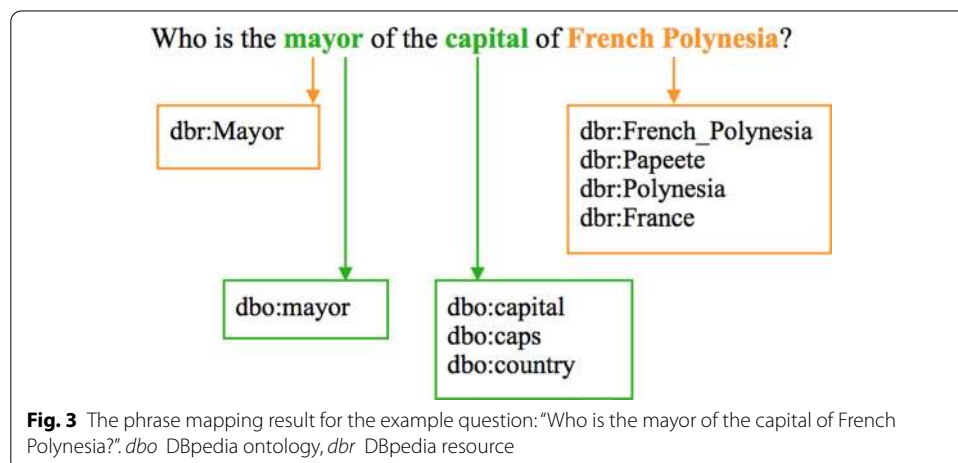 Who is the mayor of the capital of French Polynesia?
dbr:Mayor
dbr:French_Polynesia
dbr:Papeete
dbr:Polynesia
dbr:France
dbo:mayor
dbo:capital
dbo:caps
dbo:country
Fig. 3 The phrase mapping result for the example question: “Who is the mayor of the capital of French
Polynesia?”. dbo DBpedia ontology, dbr DBpedia resource